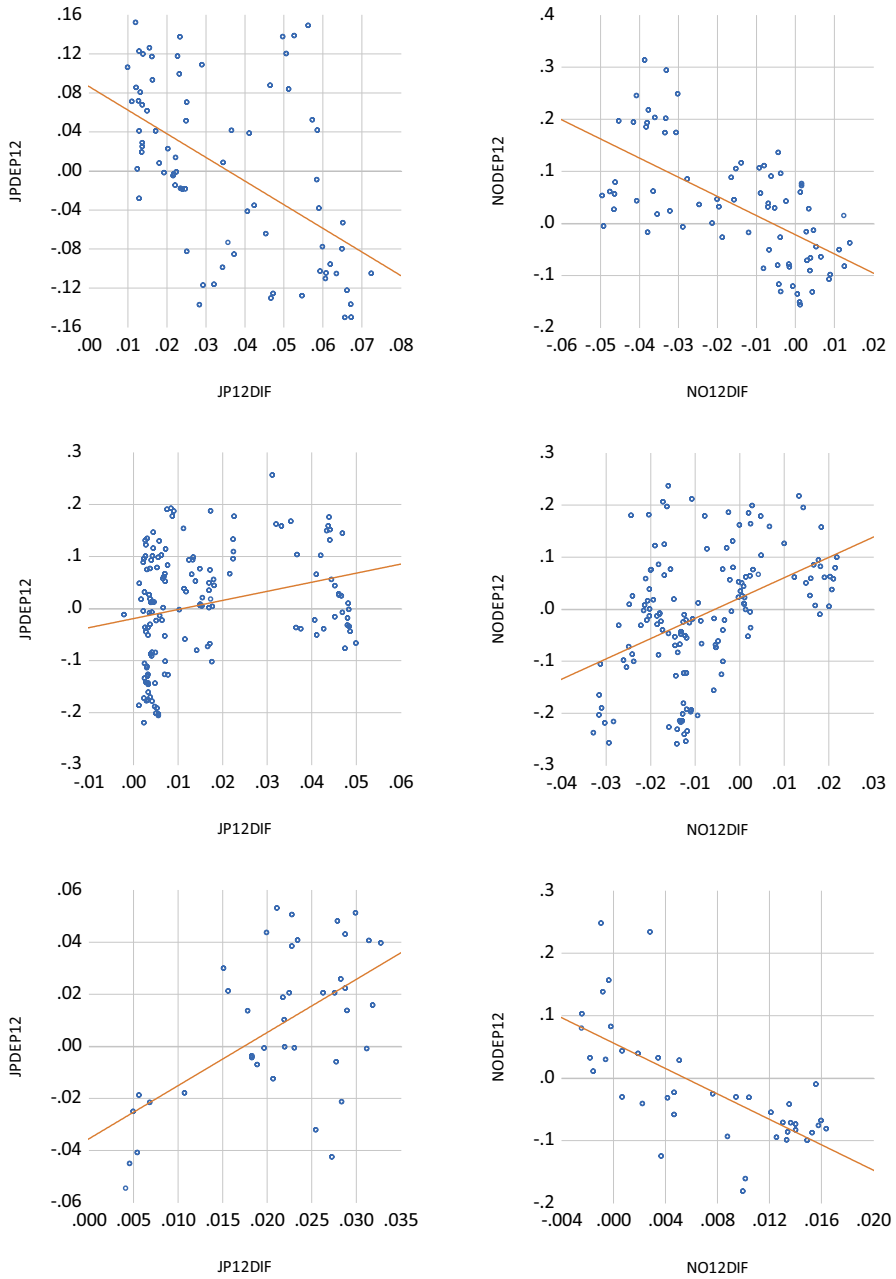 .16
.12
.08
.04
.00
-.04
-.08
-.12
-.16
JPDEP12
.00 .01 .02 .03 .04 .05 .06 .07 .08
JP12DIF
.4
.3
.2
.1
.0
-.1
-.2
NODEP12
-.06 -.05 -.04 -.03 -.02 -.01 .00 .01 .02
NO12DIF
.3
.2
.1
.0
-.1
-.2
-.3
JPDEP12
-.01 .00 .01 .02 .03 .04 .05 .06
JP12DIF
.3
.2
.1
.0
-.1
-.2
-.3
NODEP12
-.04 -.03 -.02 -.01 .00 .01 .02 .03
NO12DIF
.06
.04
.02
.00
-.02
-.04
-.06
JPDEP12
.000 .005 .010 .015 .020 .025 .030 .035
JP12DIF
.3
.2
.1
.0
-.1
-.2
NODEP12
-.004 .000 .004 .008 .012 .016 .020
NO12DIF